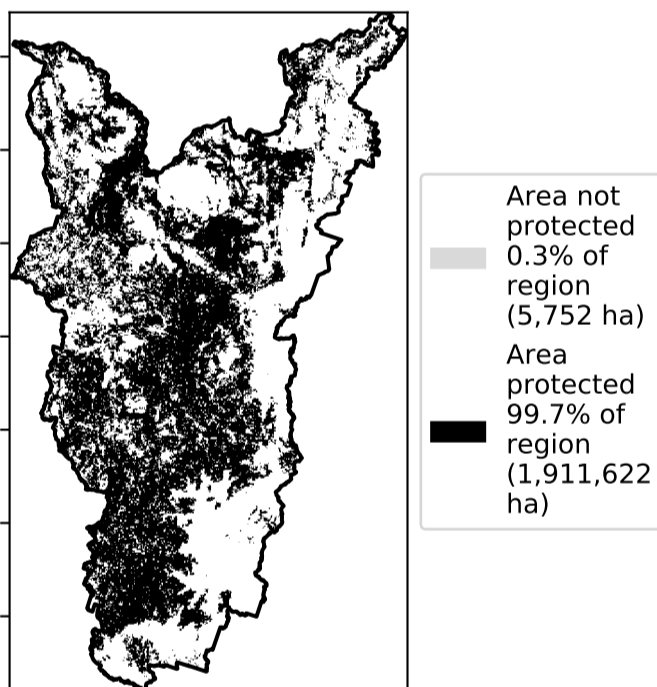 Area not
protected
0.3% of
region
(5,752 ha)
Area
protected
99.7% of
region
(1,911,622
ha)